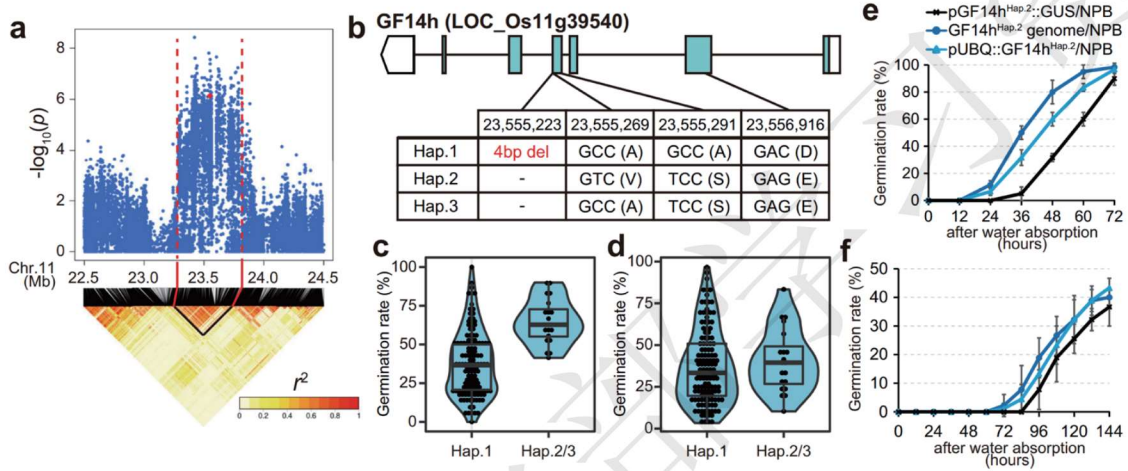 a
-log10(p)
8
6
4
2
0
Chr.11
(Mb)
22.5 23.0 23.5 24.0 24.5
r²
0 0.2 0.4 0.6 0.8 1
b
GF14h (LOC_Os11g39540)
23,555,223 23,555,269 23,555,291 23,556,916
Hap.1 4bp del GCC (A) GCC (A) GAC (D)
Hap.2 - GTC (V) TCC (S) GAG (E)
Hap.3 - GCC (A) TCC (S) GAG (E)
c
Germination rate (%)
100
75
50
25
0
Hap.1 Hap.2/3
d
Germination rate (%)
100
75
50
25
0
Hap.1 Hap.2/3
e
pGF14hHap.2::GUS/NPB
GF14hHap.2 genome/NPB
pUBQ::GF14hHap.2/NPB
Germination rate (%)
100
80
60
40
20
0
0 12 24 36 48 60 72
after water absorption
(hours)
f
Germination rate (%)
50
40
30
20
10
0
0 24 48 72 96 120 144
after water absorption
(hours)